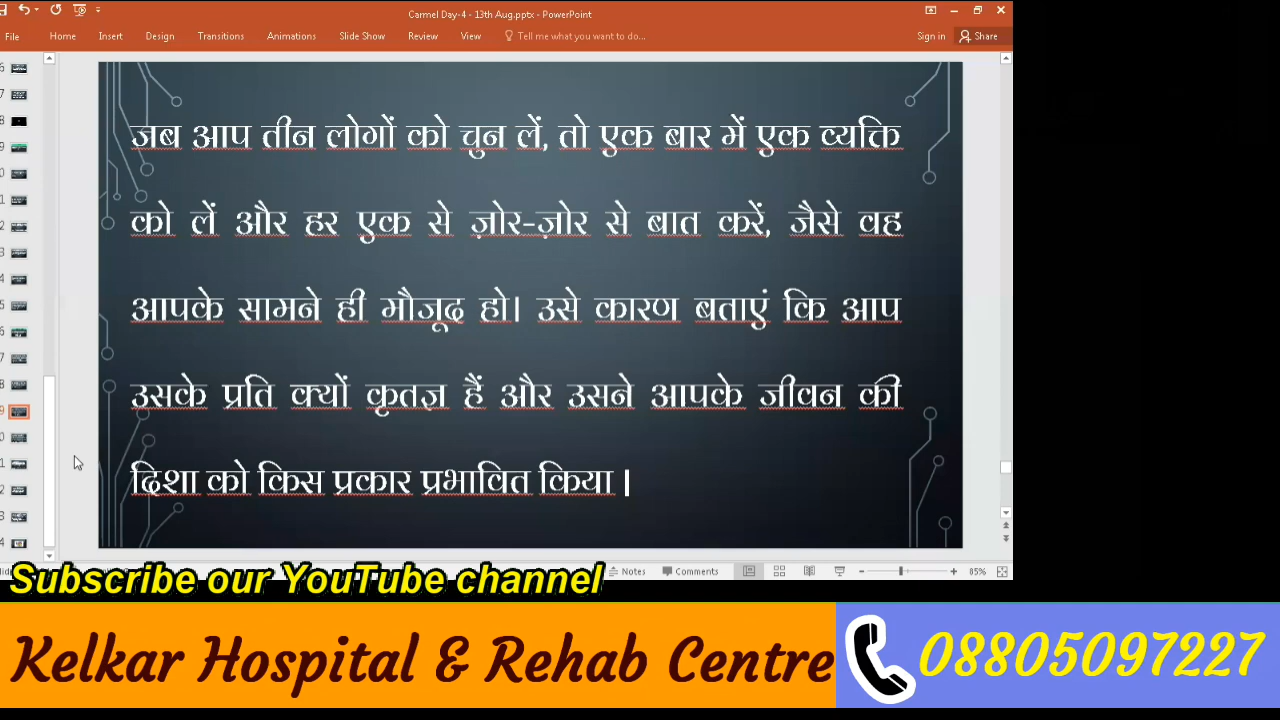 Carmel Day-4 - 13th Aug.pptx - PowerPoint
File Home Insert Design Transitions Animations Slide Show Review View Tell me what you want to do... Sign in Share
जब आप तीन लोगों को चुन लें, तो एक बार में एक व्यक्ति
को लें और हर एक से ज़ोर-ज़ोर से बात करें, जैसे वह
आपके सामने ही मौजूद हो। उसे कारण बताएं कि आप
उसके प्रति क्यों कृतज्ञ हैं और उसने आपके जीवन की
दिशा को किस प्रकार प्रभावित किया ।
Notes Comments 85%
Subscribe our YouTube channel
Kelkar Hospital & Rehab Centre 08805097227